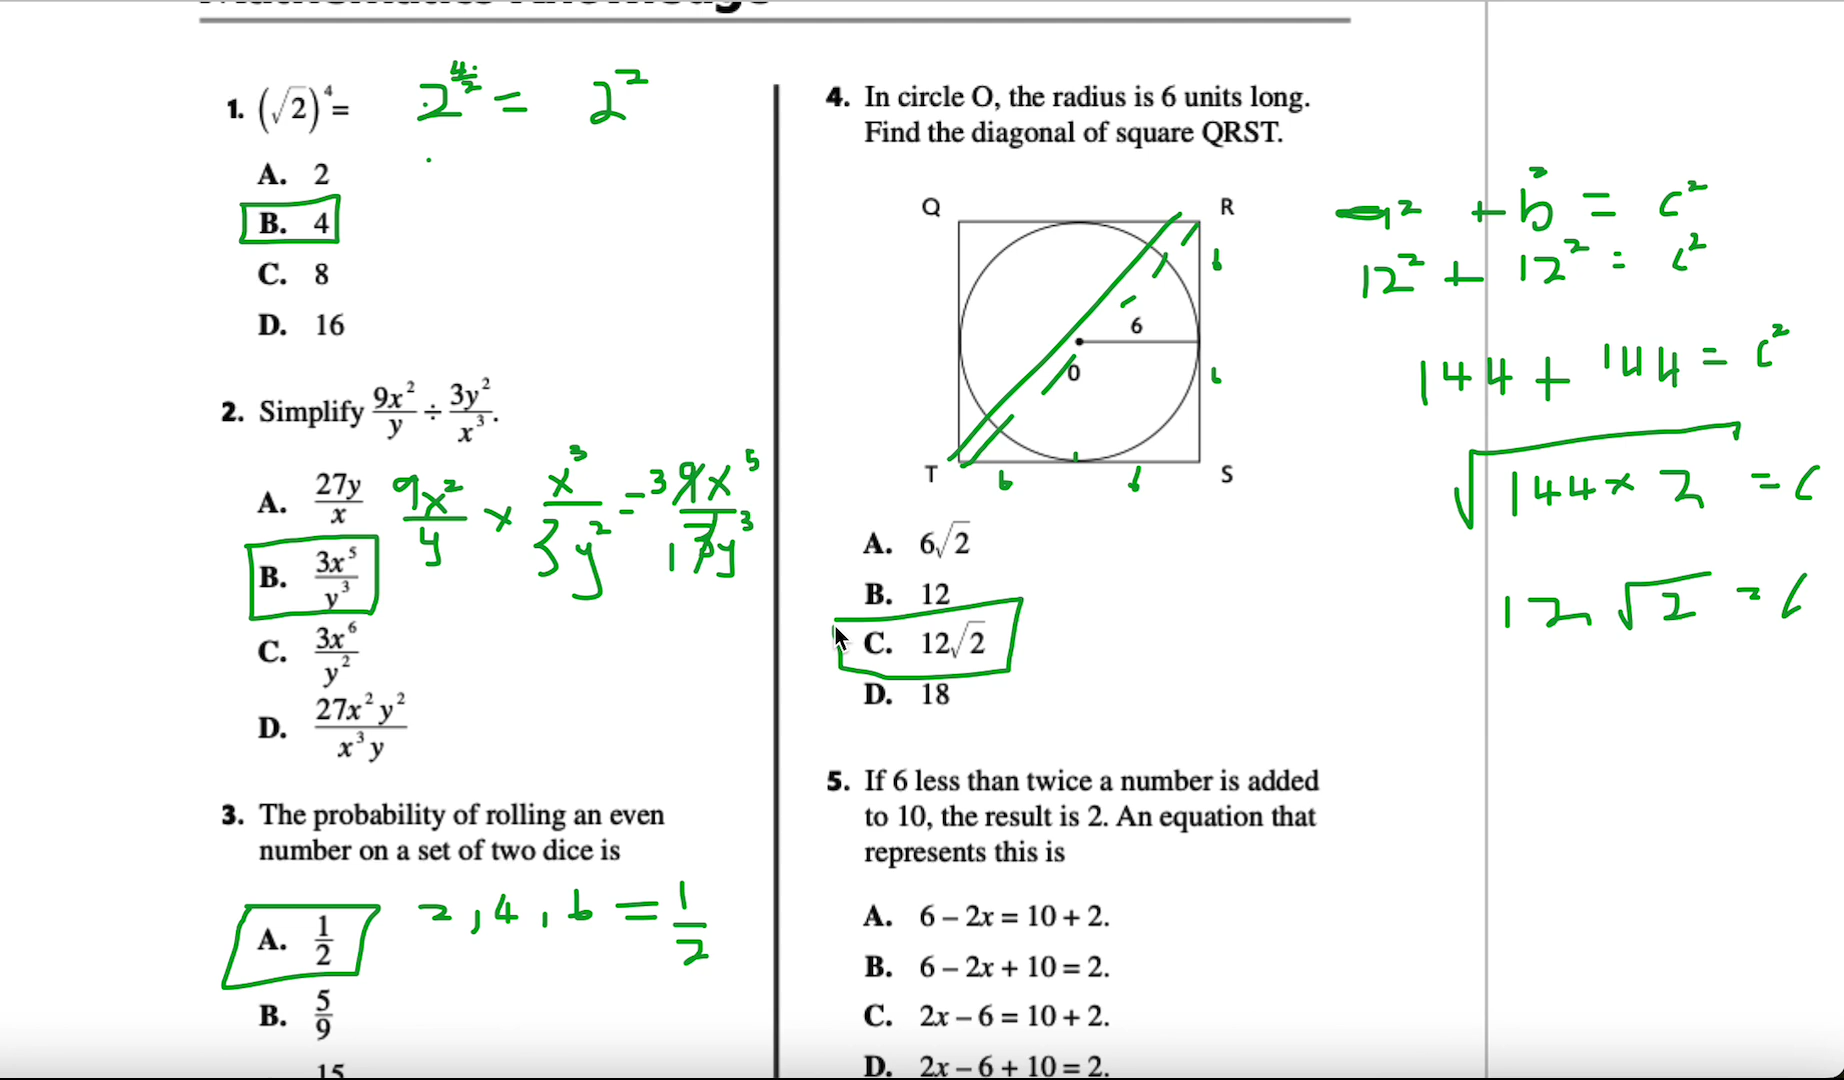 1. (√2)⁴ =
2^(4/2) = 2²
A. 2
B. 4
C. 8
D. 16
2. Simplify 9x²/y ÷ 3y²/x³.
A. 27y/x
9x²/y × x³/3y² = 39x⁵/13y³
B. 3x⁵/y³
C. 3x⁶/y²
D. 27x²y²/x³y
3. The probability of rolling an even
number on a set of two dice is
A. 1/2
2, 4, 6 = 1/2
B. 5/9
15
4. In circle O, the radius is 6 units long.
Find the diagonal of square QRST.
Q
R
6
6
O
6
T
6
6
S
a² + b² = c²
12² + 12² = c²
144 + 144 = c²
√144 × 2 = c
12√2 = c
A. 6√2
B. 12
C. 12√2
D. 18
5. If 6 less than twice a number is added
to 10, the result is 2. An equation that
represents this is
A. 6 – 2x = 10 + 2.
B. 6 – 2x + 10 = 2.
C. 2x – 6 = 10 + 2.
D. 2x – 6 + 10 = 2.